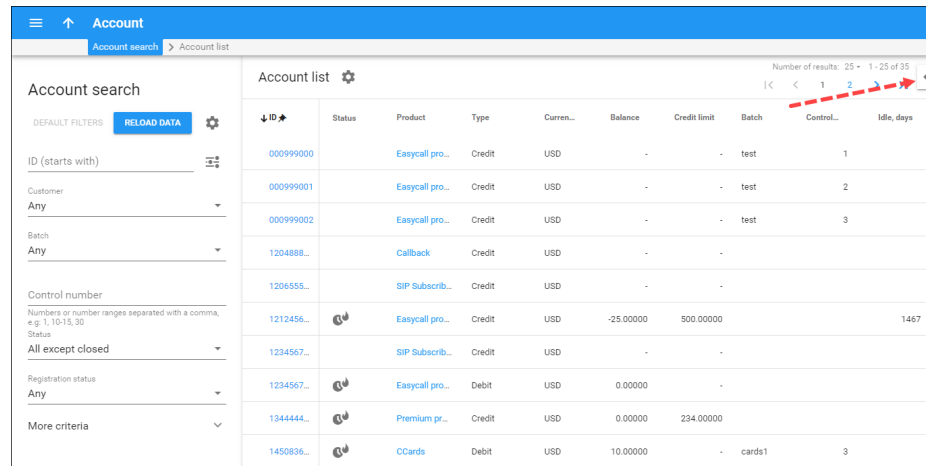 Account
Account search > Account list
Account search
DEFAULT FILTERS RELOAD DATA
ID (starts with)
Customer
Any
Batch
Any
Control number
Numbers or number ranges separated with a comma,
e.g: 1, 10-15, 30
Status
All except closed
Registration status
Any
More criteria
Account list
Number of results: 25 1 - 25 of 35
1 2
ID Status Product Type Curren... Balance Credit limit Batch Control... Idle, days
000999000 Easycall pro... Credit USD - - test 1
000999001 Easycall pro... Credit USD - - test 2
000999002 Easycall pro... Credit USD - - test 3
1204888... Callback Credit USD - -
1206555... SIP Subscrib... Credit USD - -
1212456... Easycall pro... Credit USD -25.00000 500.00000 1467
1234567... SIP Subscrib... Credit USD - -
1234567... Easycall pro... Debit USD 0.00000 -
1344444... Premium pr... Credit USD 0.00000 234.00000
1450836... CCards Debit USD 10.00000 - cards1 3